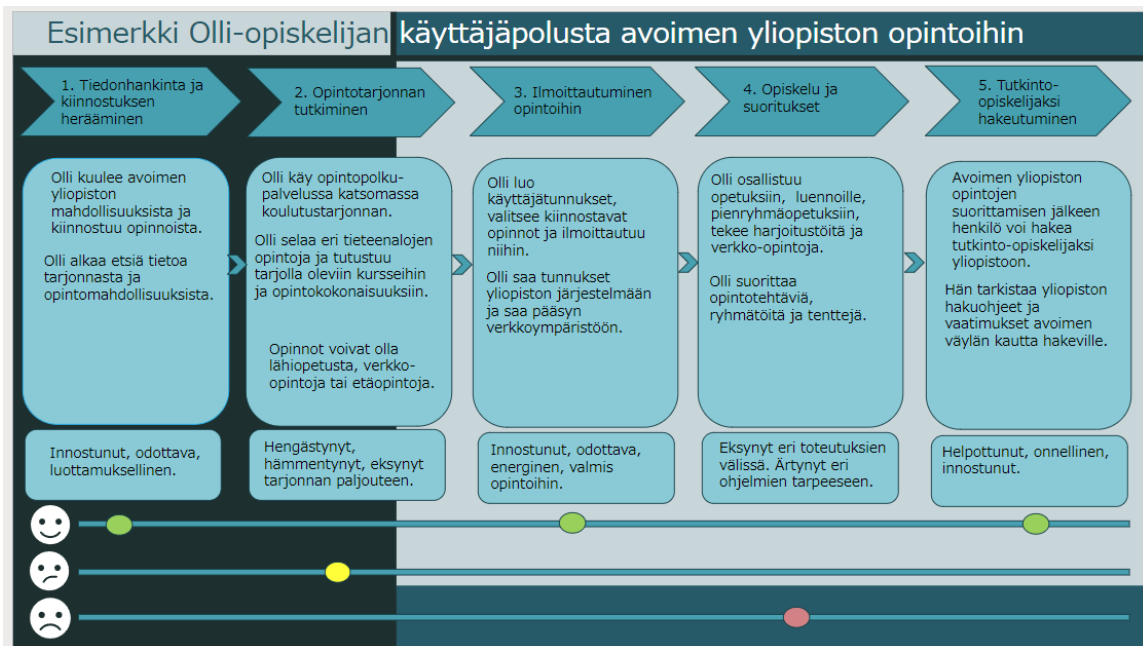 Esimerkki Olli-opiskelijan käyttäjäpolusta avoimen yliopiston opintoihin
1. Tiedonhankinta ja
kiinnostuksen
herääminen
2. Opintotarjonnan
tutkiminen
3. Ilmoittautuminen
opintoihin
4. Opiskelu ja
suoritukset
5. Tutkinto-
opiskelijaksi
hakeutuminen
Olli kuulee avoimen
yliopiston
mahdollisuuksista ja
kiinnostuu opinnoista.
Olli alkaa etsiä tietoa
tarjonnasta ja
opintomahdollisuuksista.
Olli käy opintopolku-
palvelussa katsomassa
koulutustarjonnan.
Olli selaa eri tieteenalojen
opintoja ja tutustuu
tarjolla oleviin kursseihin
ja opintokokonaisuuksiin.
Opinnot voivat olla
lähiopetusta, verkko-
opintoja tai etäopintoja.
Olli luo
käyttäjätunnukset,
valitsee kiinnostavat
opinnot ja ilmoittautuu
niihin.
Olli saa tunnukset
yliopiston järjestelmään
ja saa pääsyn
verkkoympäristöön.
Olli osallistuu
opetuksiin, luennoille,
pienryhmäopetuksiin,
tekee harjoitustöitä ja
verkko-opintoja.
Olli suorittaa
opintotehtäviä,
ryhmätöitä ja tenttejä.
Avoimen yliopiston
opintojen
suorittamisen jälkeen
henkilö voi hakea
tutkinto-opiskelijaksi
yliopistoon.
Hän tarkistaa yliopiston
hakuohjeet ja
vaatimukset avoimen
väylän kautta hakeville.
Innostunut, odottava,
luottamuksellinen.
Hengästynyt,
hämmentynyt, eksynyt
tarjonnan paljouteen.
Innostunut, odottava,
energinen, valmis
opintoihin.
Eksynyt eri toteutuksien
välissä. Ärtynyt eri
ohjelmien tarpeeseen.
Helpottunut, onnellinen,
innostunut.